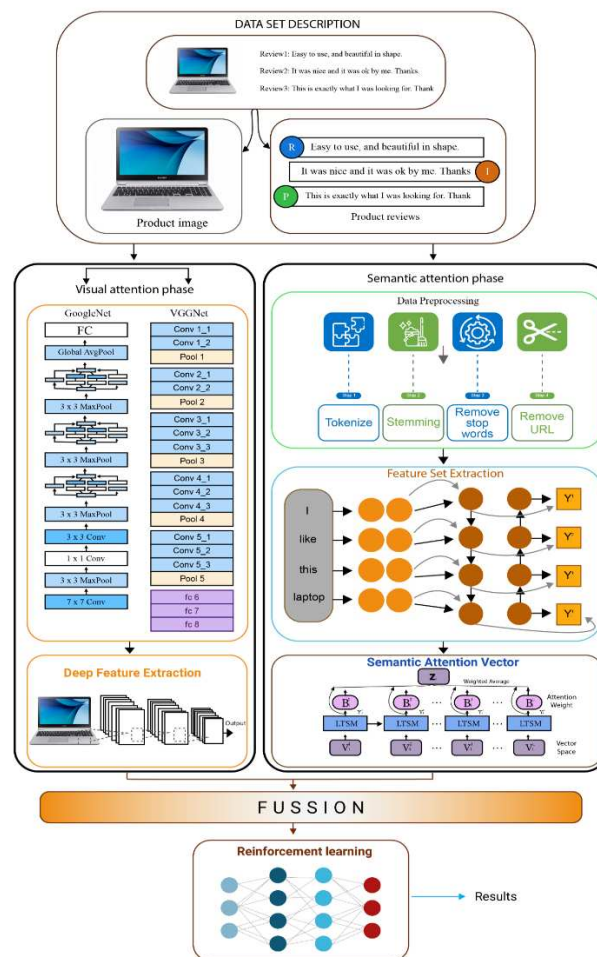 DATA SET DESCRIPTION
Review1: Easy to use, and beautiful in shape.
Review2: It was nice and it was ok by me. Thanks.
Review3: This is exactly what I was looking for. Thank
Product image
R Easy to use, and beautiful in shape.
It was nice and it was ok by me. Thanks I
P This is exactly what I was looking for. Thank
Product reviews
Visual attention phase
GoogleNet
FC
Global AvgPool
3 x 3 MaxPool
3 x 3 MaxPool
3 x 3 MaxPool
3 x 3 Conv
1 x 1 Conv
3 x 3 MaxPool
7 x 7 Conv
VGGNet
Conv 1_1
Conv 1_2
Pool 1
Conv 2_1
Conv 2_2
Pool 2
Conv 3_1
Conv 3_2
Conv 3_3
Pool 3
Conv 4_1
Conv 4_2
Conv 4_3
Pool 4
Conv 5_1
Conv 5_2
Conv 5_3
Pool 5
fc 6
fc 7
fc 8
Deep Feature Extraction
Output
Semantic attention phase
Data Preprocessing
Step 1 Step 2 Step 3 Step 4
Tokenize
Stemming
Remove
stop
words
Remove
URL
Feature Set Extraction
I
like
this
laptop
Semantic Attention Vector
Z
Weighted Average
Attention
Weight
LTSM LTSM LTSM LTSM
Vector
Space
FUSSION
Reinforcement learning
Results